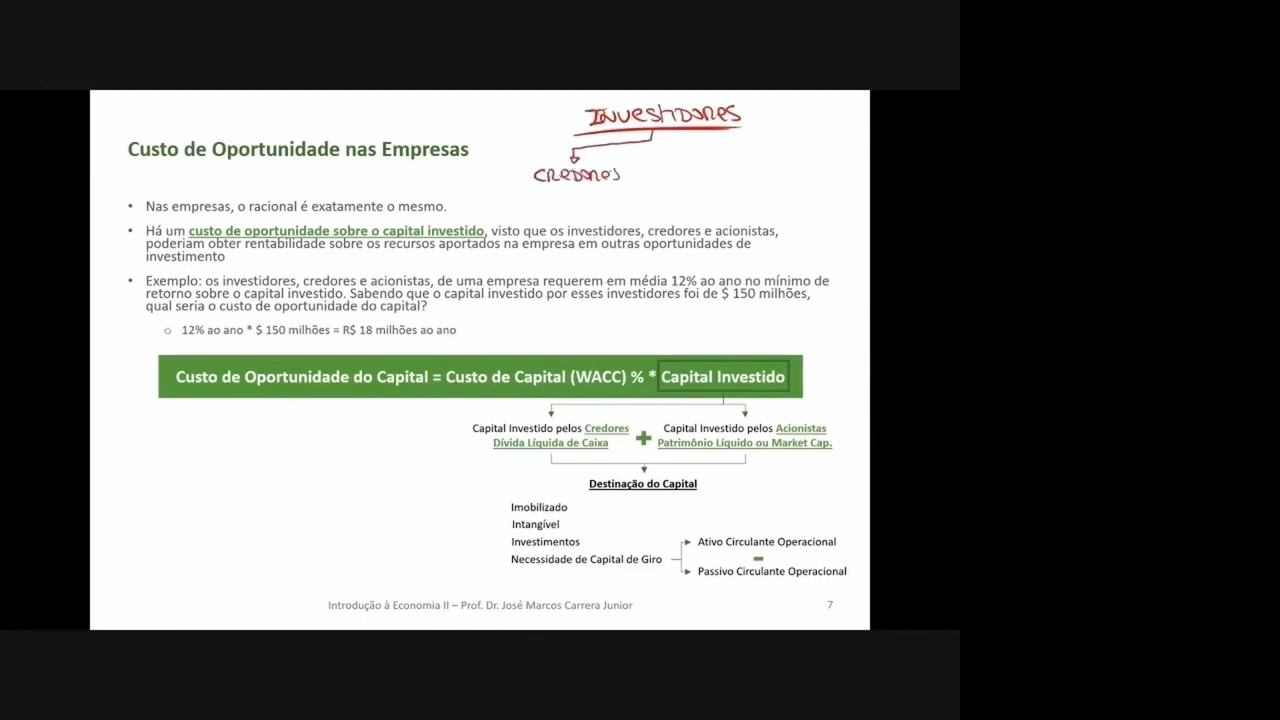 INVESTIDORES
CREDORES
Custo de Oportunidade nas Empresas
• Nas empresas, o racional é exatamente o mesmo.
• Há um custo de oportunidade sobre o capital investido, visto que os investidores, credores e acionistas,
poderiam obter rentabilidade sobre os recursos aportados na empresa em outras oportunidades de
investimento
• Exemplo: os investidores, credores e acionistas, de uma empresa requerem em média 12% ao ano no mínimo de
retorno sobre o capital investido. Sabendo que o capital investido por esses investidores foi de $ 150 milhões,
qual seria o custo de oportunidade do capital?
o 12% ao ano * $ 150 milhões = R$ 18 milhões ao ano
Custo de Oportunidade do Capital = Custo de Capital (WACC) % * Capital Investido
Capital Investido pelos Credores
Dívida Líquida de Caixa
+
Capital Investido pelos Acionistas
Patrimônio Líquido ou Market Cap.
Destinação do Capital
Imobilizado
Intangível
Investimentos
Necessidade de Capital de Giro
Ativo Circulante Operacional
-
Passivo Circulante Operacional
Introdução à Economia II – Prof. Dr. José Marcos Carrera Junior
7